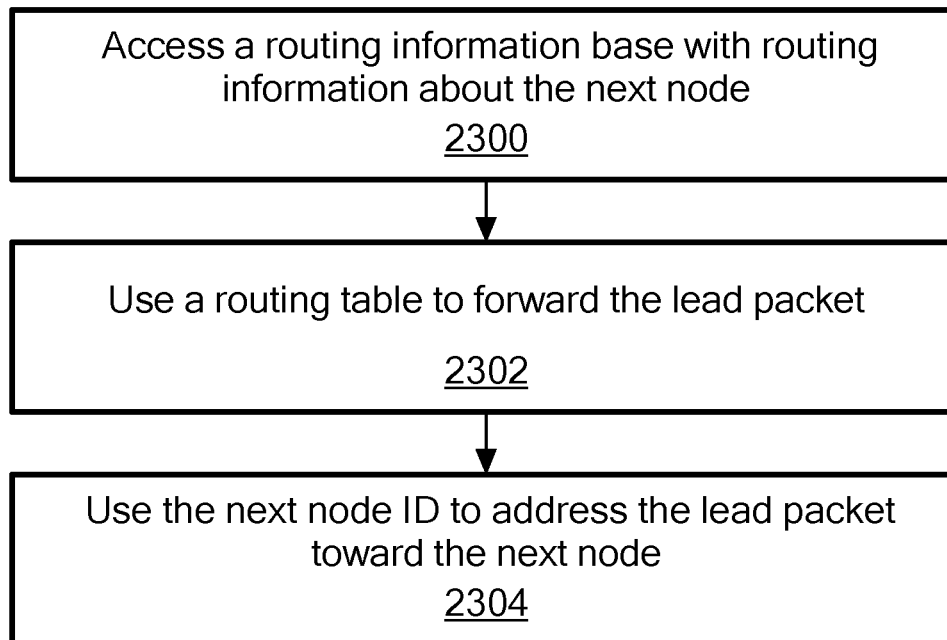 Access a routing information base with routing
information about the next node
2300
Use a routing table to forward the lead packet
2302
Use the next node ID to address the lead packet
toward the next node
2304